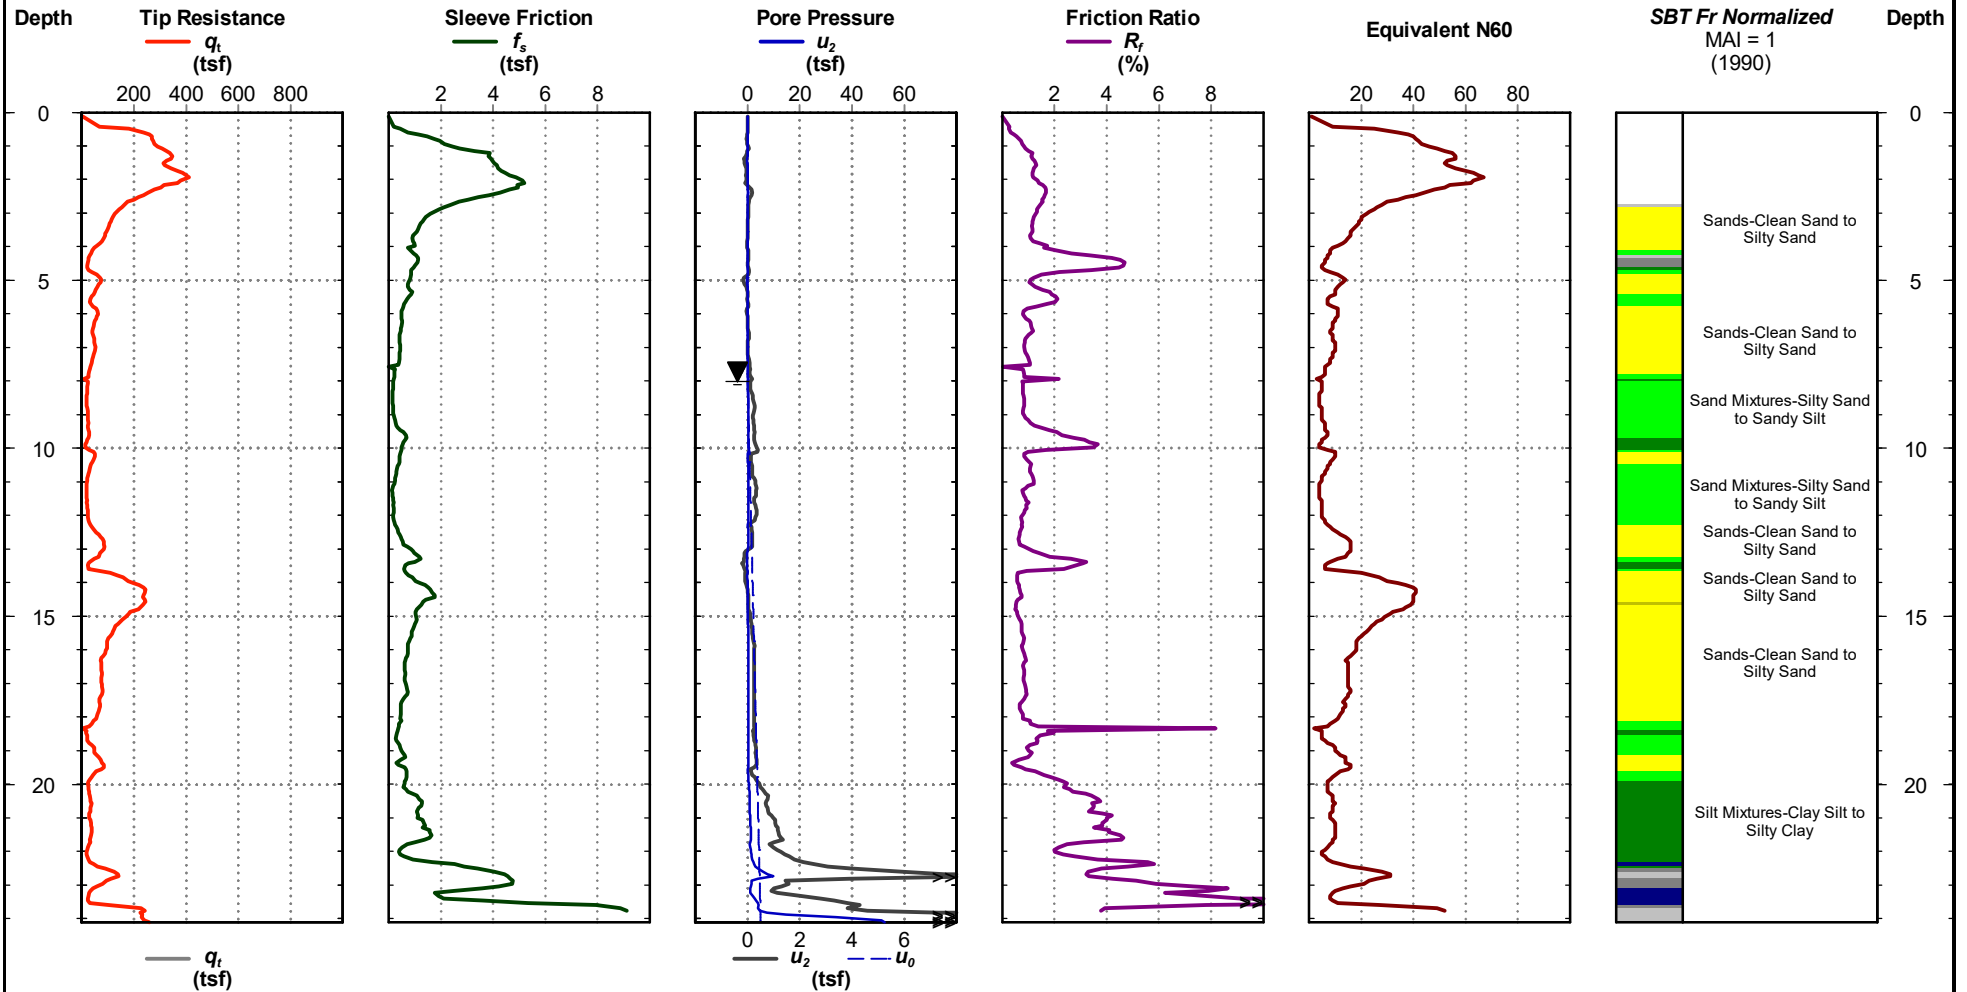 Depth
Tip Resistance
qt
(tsf)
Sleeve Friction
fs
(tsf)
Pore Pressure
u2
(tsf)
Friction Ratio
Rf
(%)
Equivalent N60
SBT Fr Normalized
MAI = 1
(1990)
Depth
200 400 600 800
2 4 6 8
0 20 40 60
2 4 6 8
20 40 60 80
0
5
10
15
20
Sands-Clean Sand to
Silty Sand
Sands-Clean Sand to
Silty Sand
Sand Mixtures-Silty Sand
to Sandy Silt
Sand Mixtures-Silty Sand
to Sandy Silt
Sands-Clean Sand to
Silty Sand
Sands-Clean Sand to
Silty Sand
Sands-Clean Sand to
Silty Sand
Silt Mixtures-Clay Silt to
Silty Clay
0
5
10
15
20
0 2 4 6
qt
(tsf)
u2 u0
(tsf)